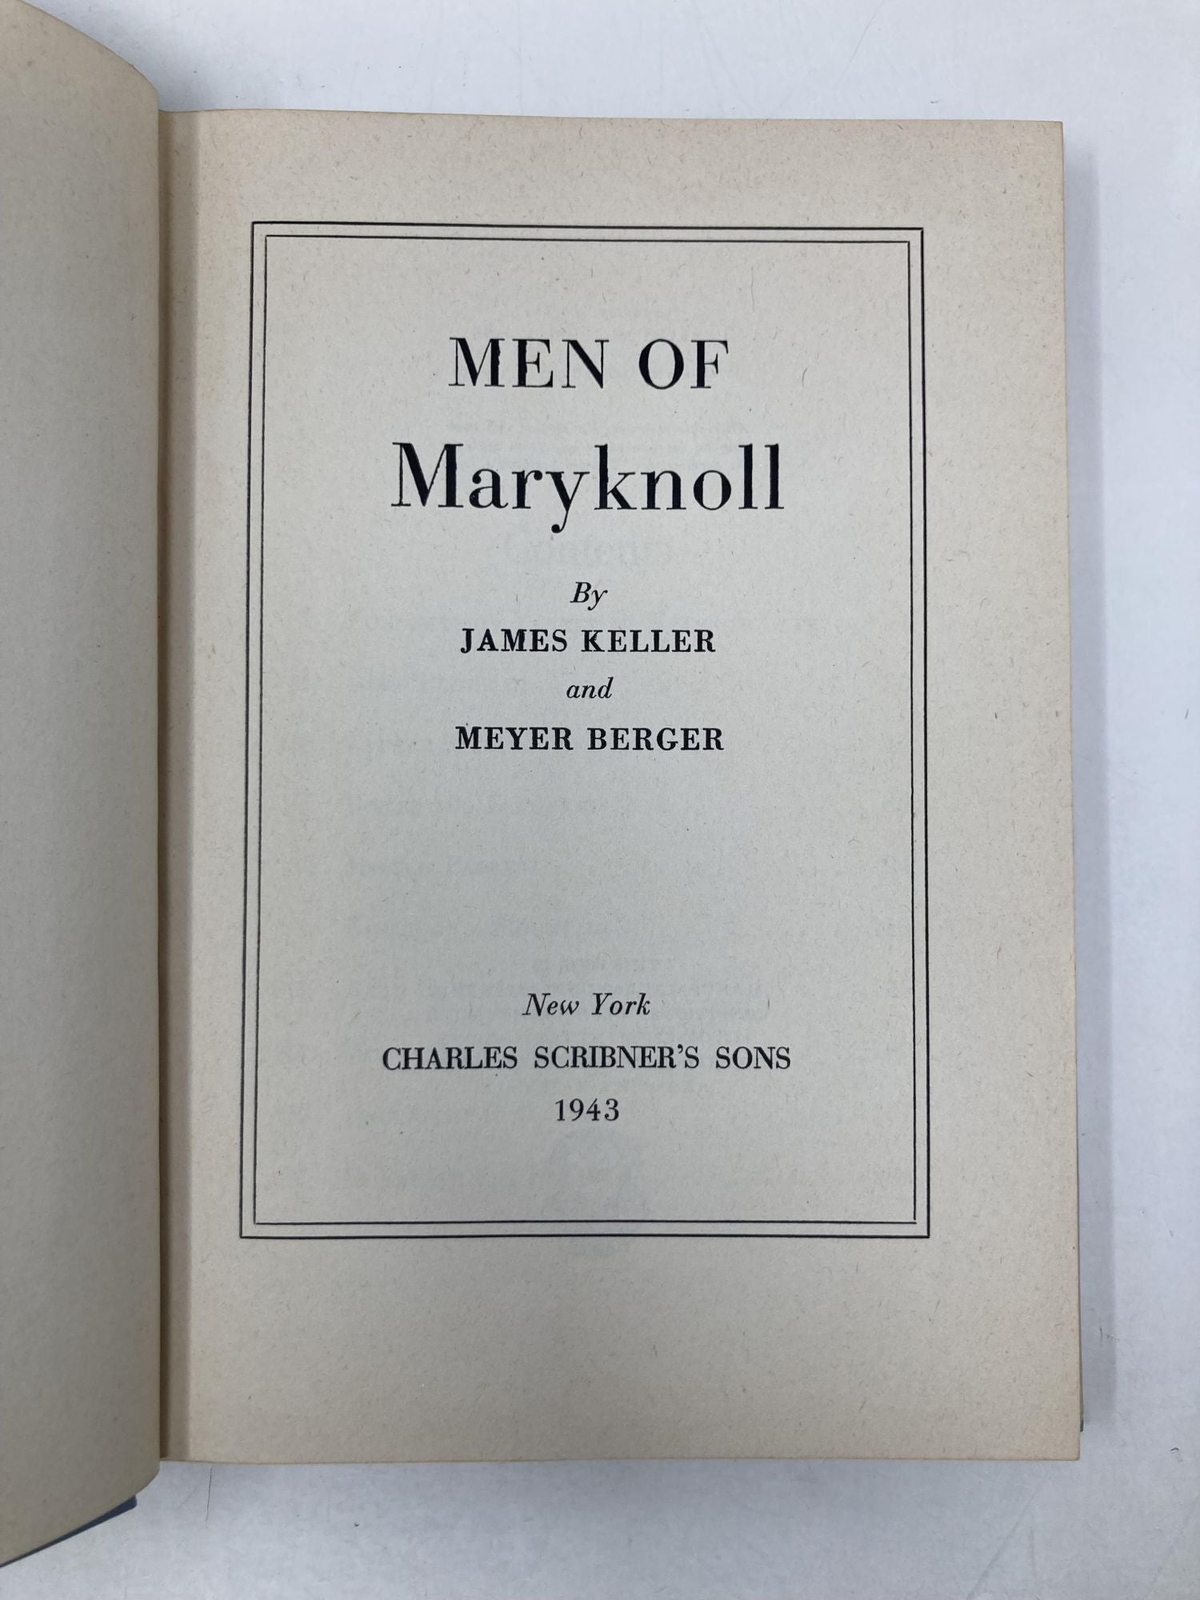 MEN OF
Maryknoll
By
JAMES KELLER
and
MEYER BERGER
New York
CHARLES SCRIBNER'S SONS
1943